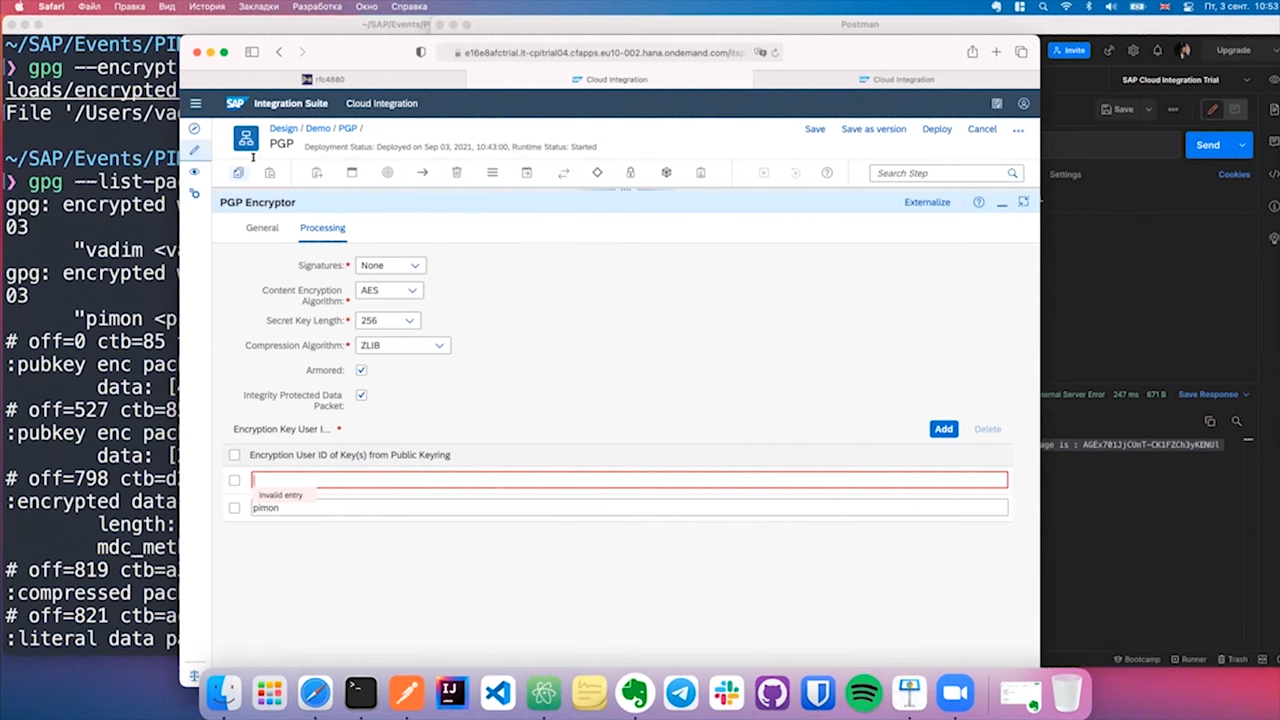 Safari Файл Правка Вид История Закладки Разработка Окно Справка
Пт, 3 сент. 10:53
~/SAP/Events/PI
Postman
~/SAP/Events/PI
❯ gpg --encrypt
loads/encrypted
File '/Users/va
~/SAP/Events/PI
❯ gpg --list-pa
gpg: encrypted
03
"vadim <va
gpg: encrypted
03
"pimon <p
# off=0 ctb=85
:pubkey enc pac
data: [
# off=527 ctb=8
:pubkey enc pac
data: [
# off=798 ctb=d
:encrypted data
length:
mdc_met
# off=819 ctb=a
:compressed pac
# off=821 ctb=a
:literal data pa
e16e8afctrial.it-cpitrial04.cfapps.eu10-002.hana.ondemand.com/its
rfc4880
Cloud Integration
Cloud Integration
SAP Integration Suite Cloud Integration
Design / Demo / PGP /
PGP
Deployment Status: Deployed on Sep 03, 2021, 10:43:00, Runtime Status: Started
Save Save as version Deploy Cancel
Search Step
PGP Encryptor
Externalize
General Processing
Signatures:* None
Content Encryption
Algorithm:* AES
Secret Key Length:* 256
Compression Algorithm:* ZLIB
Armored:
Integrity Protected Data
Packet:
Encryption Key User I... *
Add Delete
Encryption User ID of Key(s) from Public Keyring
Invalid entry
pimon
Invite
Upgrade
SAP Cloud Integration Trial
Save
Send
Settings
Cookies
ernal Server Error 247 ms 671 B Save Response
Bootcamp Runner Trash